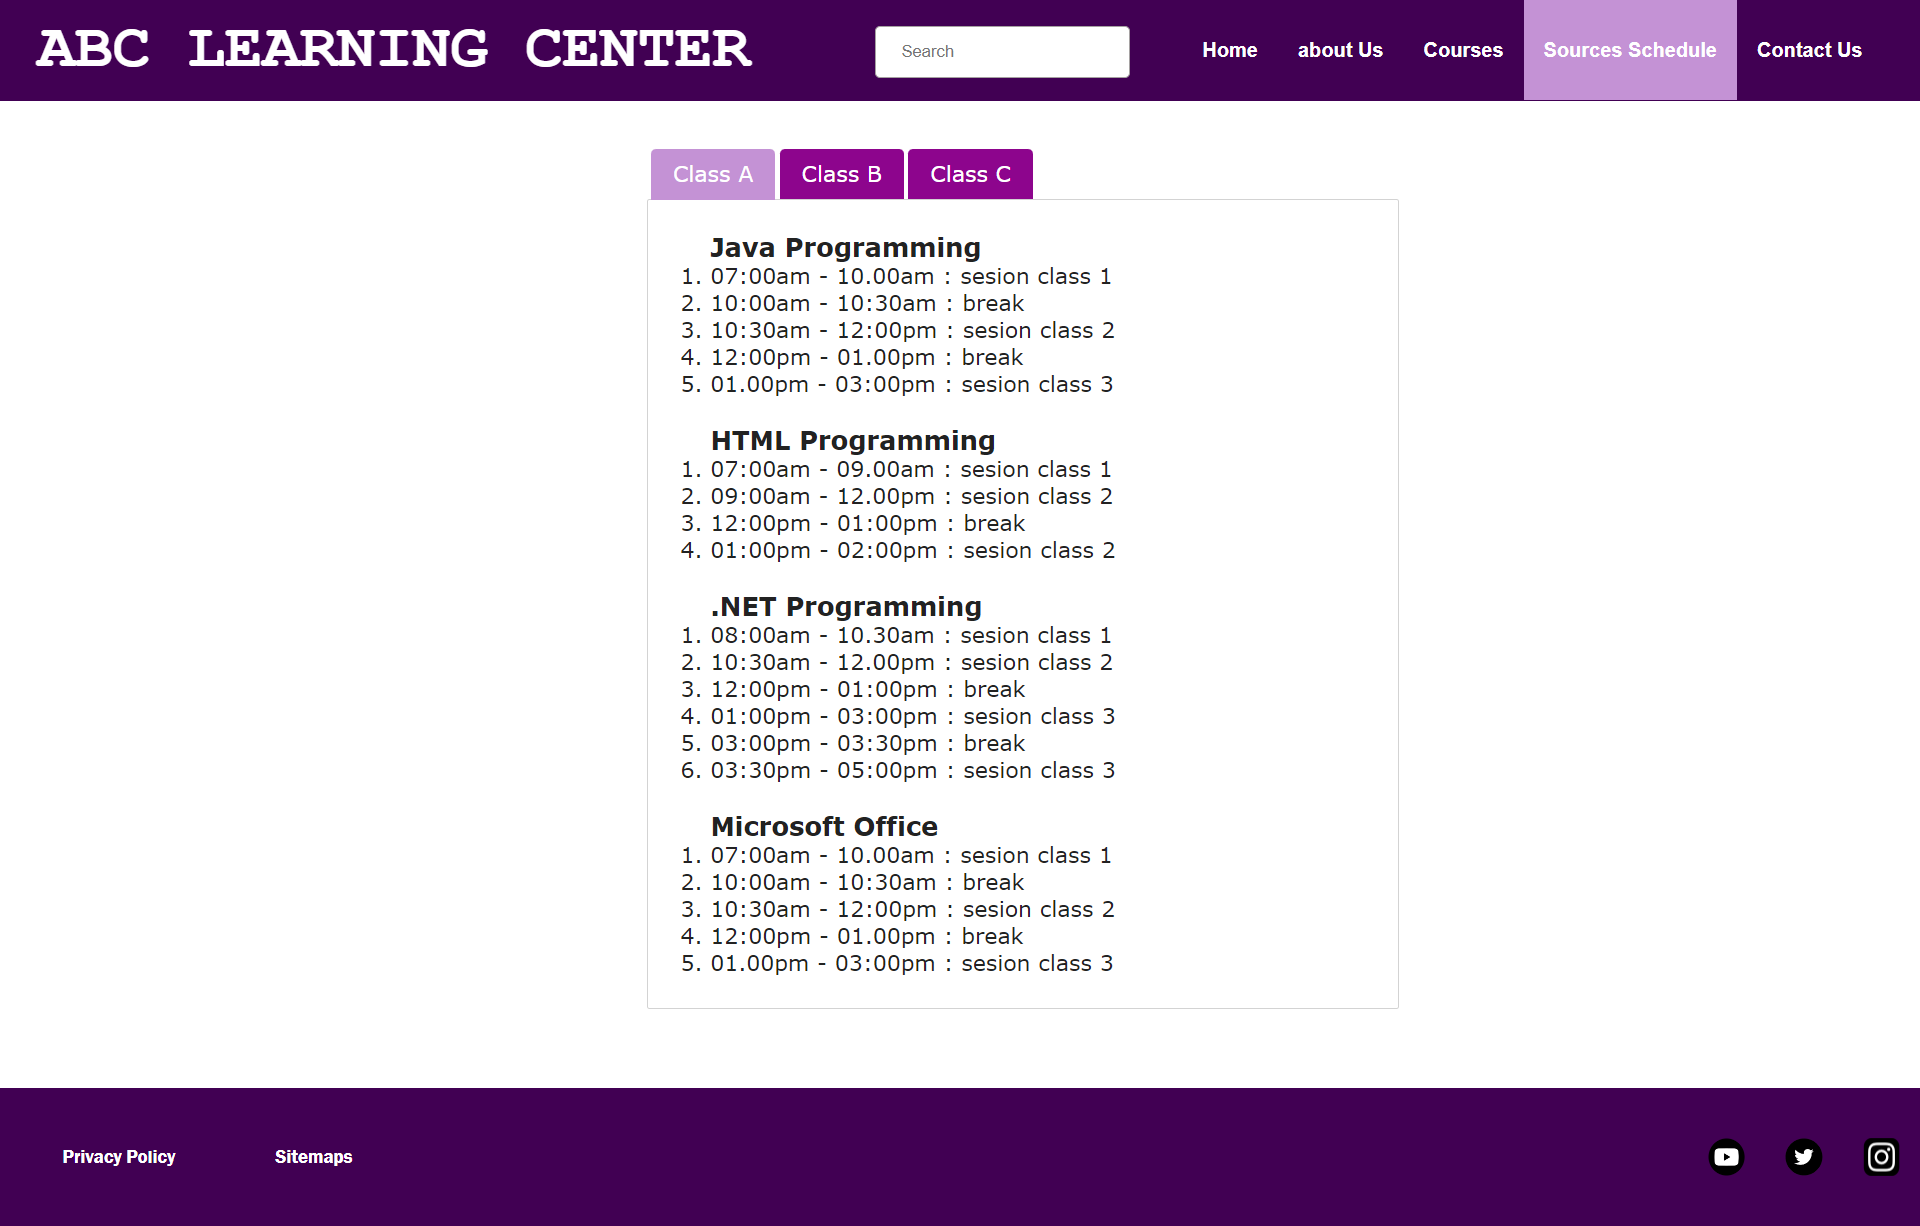 ABC LEARNING CENTER
Search
Home
about Us
Courses
Sources Schedule
Contact Us
Class A
Class B
Class C
Java Programming
1. 07:00am - 10.00am : sesion class 1
2. 10:00am - 10:30am : break
3. 10:30am - 12:00pm : sesion class 2
4. 12:00pm - 01.00pm : break
5. 01.00pm - 03:00pm : sesion class 3
HTML Programming
1. 07:00am - 09.00am : sesion class 1
2. 09:00am - 12.00pm : sesion class 2
3. 12:00pm - 01:00pm : break
4. 01:00pm - 02:00pm : sesion class 2
.NET Programming
1. 08:00am - 10.30am : sesion class 1
2. 10:30am - 12.00pm : sesion class 2
3. 12:00pm - 01:00pm : break
4. 01:00pm - 03:00pm : sesion class 3
5. 03:00pm - 03:30pm : break
6. 03:30pm - 05:00pm : sesion class 3
Microsoft Office
1. 07:00am - 10.00am : sesion class 1
2. 10:00am - 10:30am : break
3. 10:30am - 12:00pm : sesion class 2
4. 12:00pm - 01.00pm : break
5. 01.00pm - 03:00pm : sesion class 3
Privacy Policy
Sitemaps